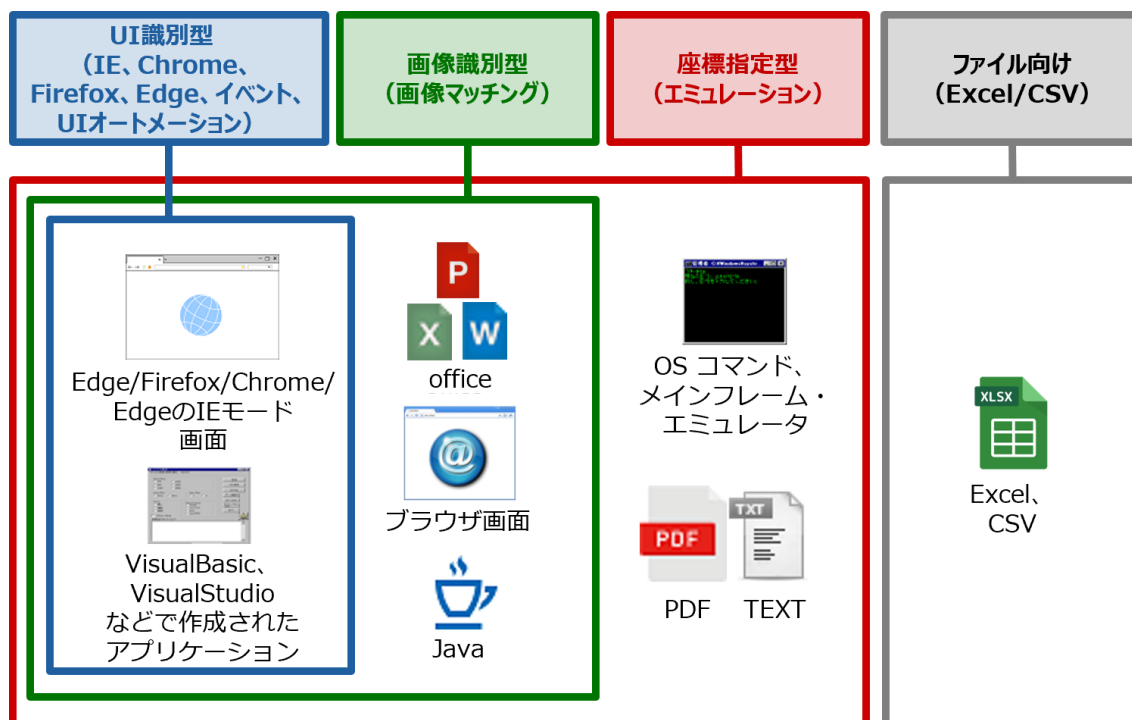 UI識別型
（IE、Chrome、
Firefox、Edge、イベント、
UIオートメーション）
画像識別型
（画像マッチング）
座標指定型
（エミュレーション）
ファイル向け
（Excel/CSV）
Edge/Firefox/Chrome/
EdgeのIEモード
画面
VisualBasic、
VisualStudio
などで作成された
アプリケーション
P
X
W
office
@
ブラウザ画面
Java
OS コマンド、
メインフレーム・
エミュレータ
PDF
TXT
PDF
TEXT
XLSX
Excel、
CSV